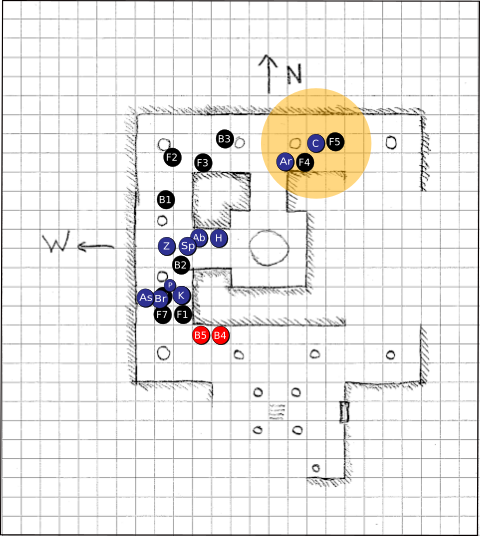 N
B3
C F5
F2 F3
Ar F4
B1
Ab H
W Z Sp
B2
P
As Br K
F7 F1
B5 B4